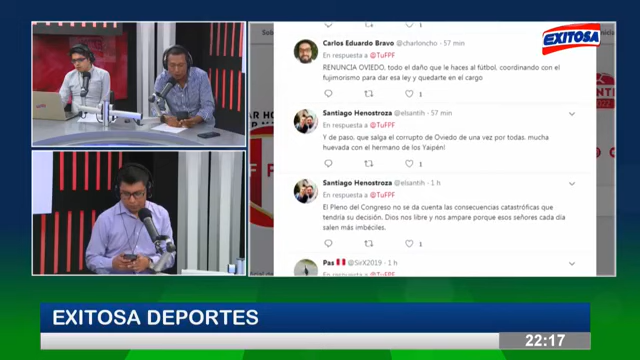 EXITOSA
Carlos Eduardo Bravo @charloncho · 57 min
En respuesta a @TuFPF
RENUNCIA OVIEDO, todo el daño que le haces al fútbol, coordinando con el
fujimorismo para dar esa ley y quedarte en el cargo
1
Santiago Henostroza @elsantih · 57 min
En respuesta a @TuFPF
Y de paso, que salga el corrupto de Oviedo de una vez por todas. mucha
huevada con el hermano de los Yaipén!
1
Santiago Henostroza @elsantih · 1 h
En respuesta a @TuFPF
El Pleno del Congreso no se da cuenta las consecuencias catastróficas que
tendría su decisión. Dios nos libre y nos ampare porque esos señores cada día
salen más imbéciles.
1
Pas @SirX2019 · 1 h
En respuesta a @TuFPF
EXITOSA DEPORTES
22:17